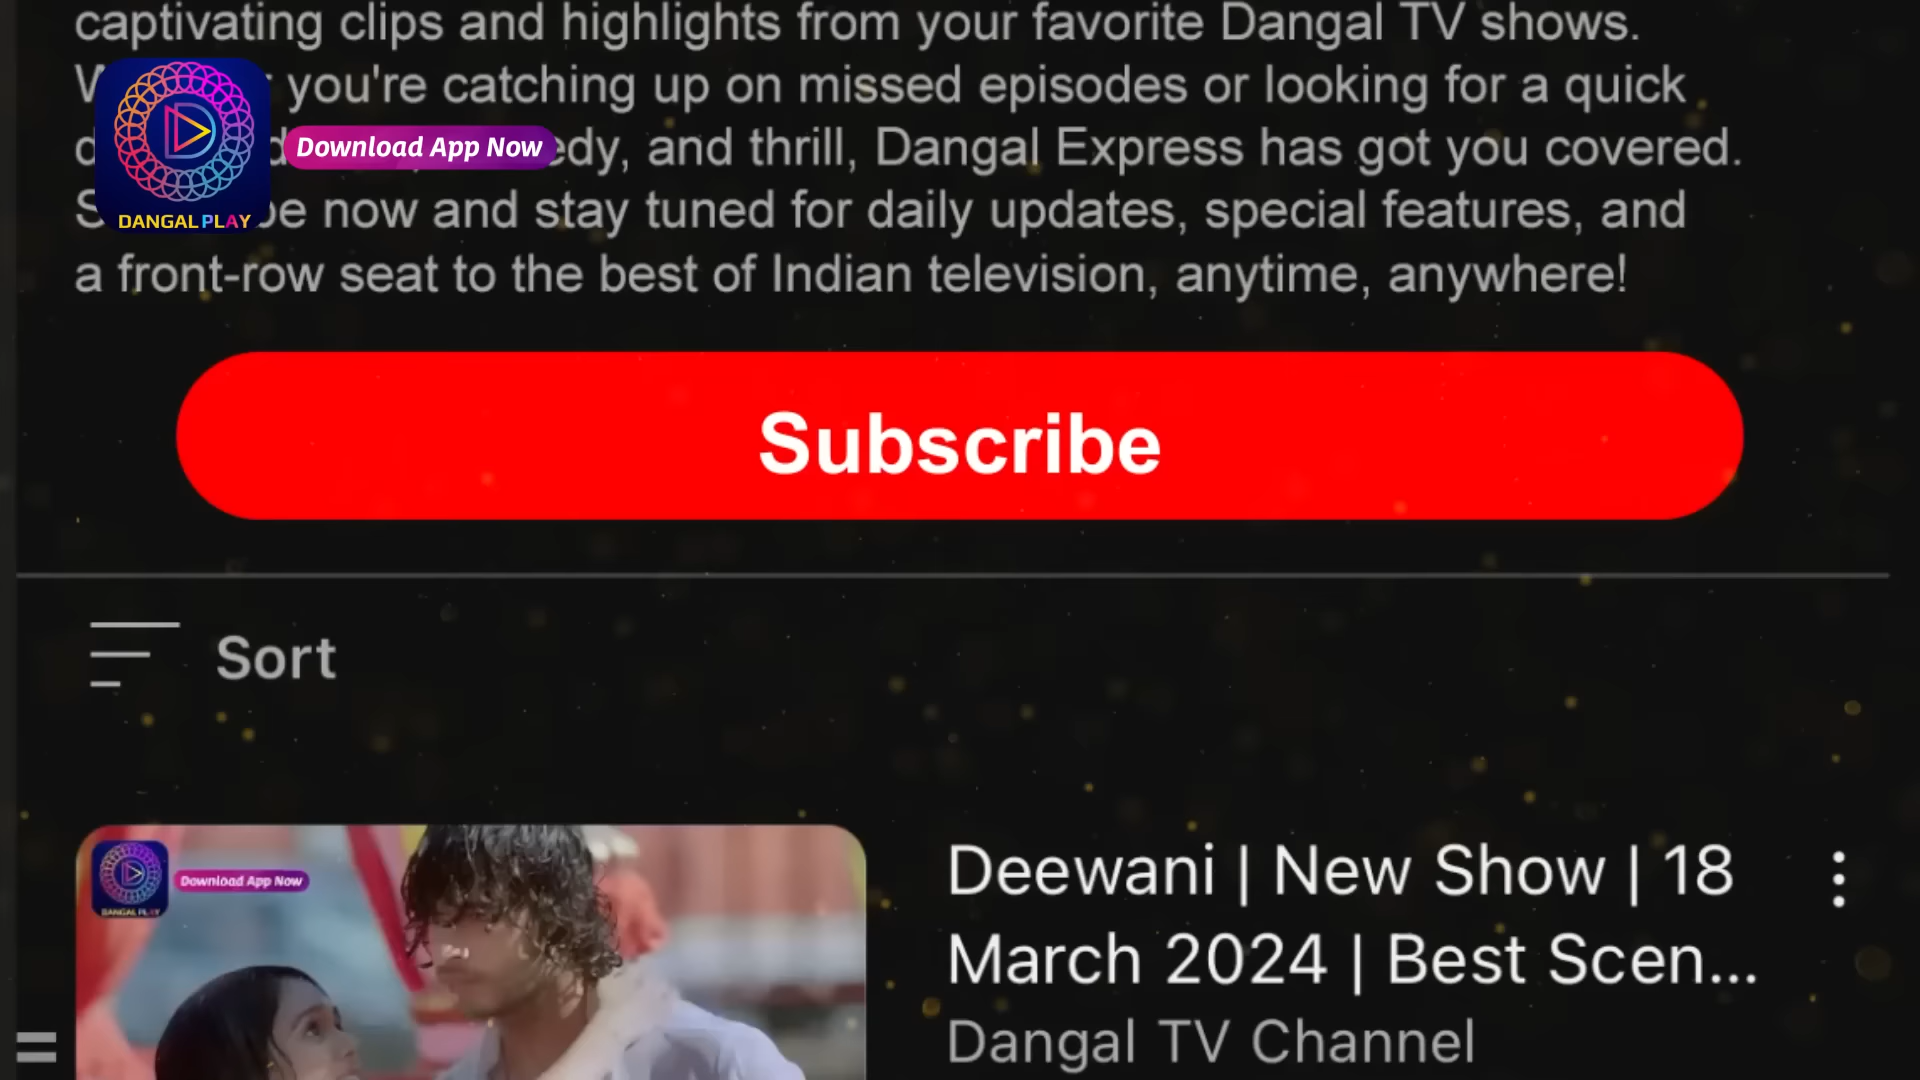 captivating clips and highlights from your favorite Dangal TV shows.
you're catching up on missed episodes or looking for a quick
and thrill, Dangal Express has got you covered.
now and stay tuned for daily updates, special features, and
a front-row seat to the best of Indian television, anytime, anywhere!
Download App Now
DANGAL PLAY
Subscribe
Sort
Download App Now
DANGAL PLAY
Deewani | New Show | 18
March 2024 | Best Scen...
Dangal TV Channel